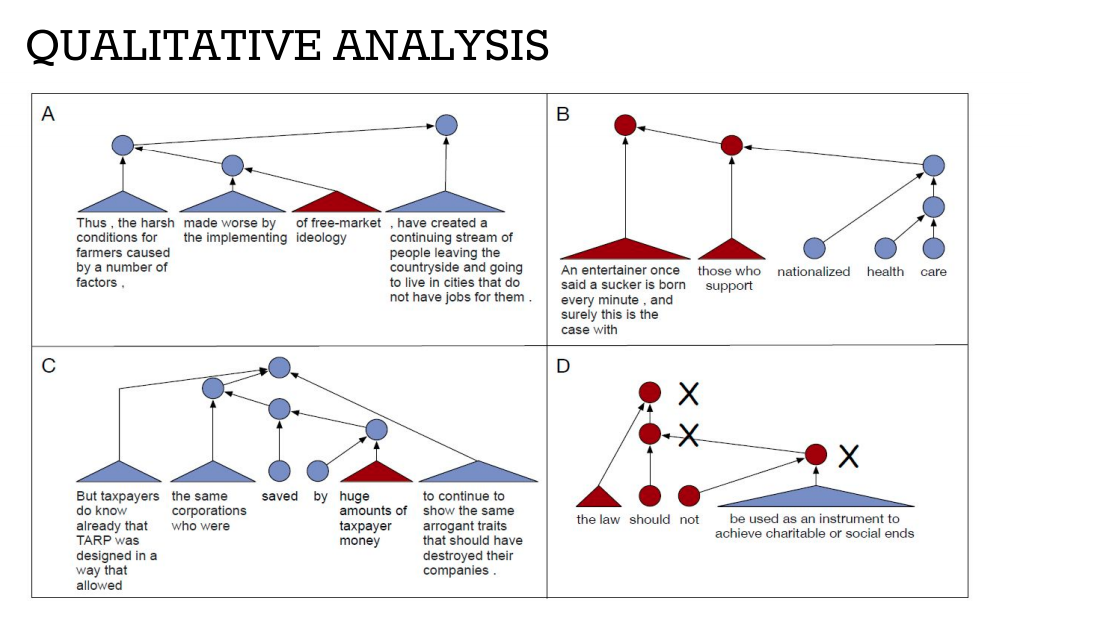 QUALITATIVE ANALYSIS
A
Thus , the harsh
conditions for
farmers caused
by a number of
factors ,
made worse by
the implementing
of free-market
ideology
, have created a
continuing stream of
people leaving the
countryside and going
to live in cities that do
not have jobs for them .
B
An entertainer once
said a sucker is born
every minute , and
surely this is the
case with
those who
support
nationalized
health
care
C
But taxpayers
do know
already that
TARP was
designed in a
way that
allowed
the same
corporations
who were
saved
by
huge
amounts of
taxpayer
money
to continue to
show the same
arrogant traits
that should have
destroyed their
companies .
D
X
X
X
the law
should
not
be used as an instrument to
achieve charitable or social ends